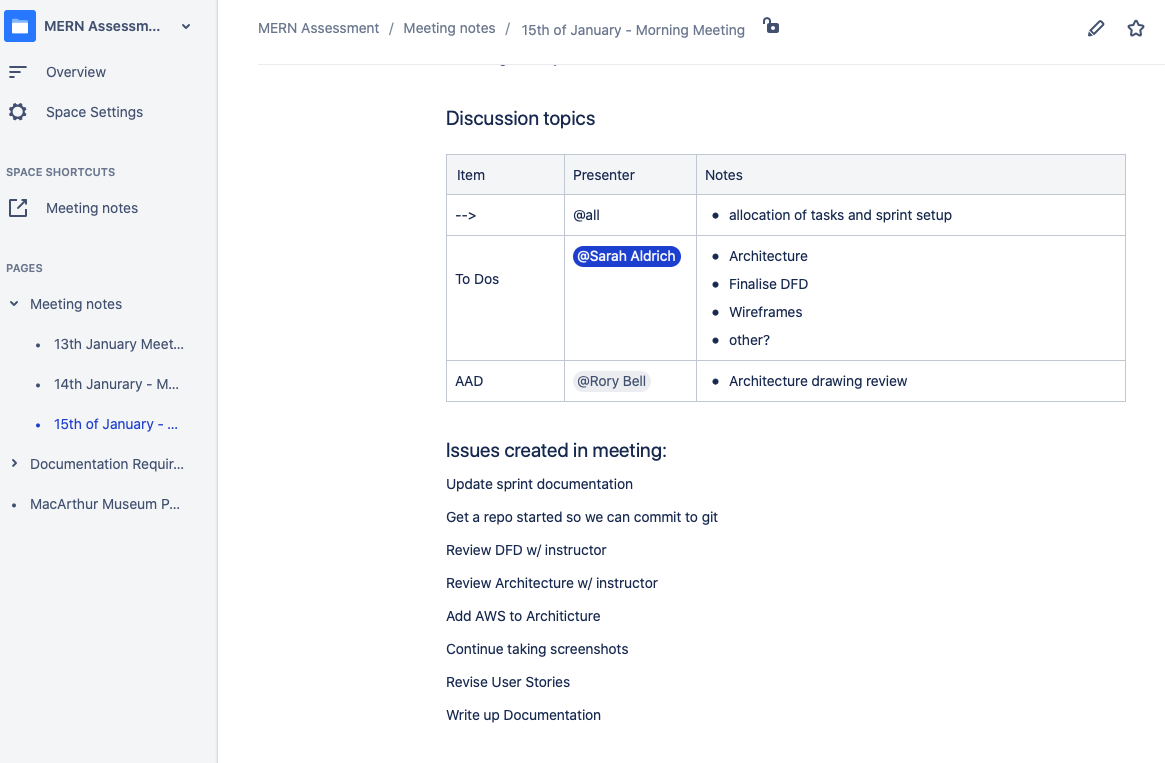 MERN Assessm...
Overview
Space Settings
SPACE SHORTCUTS
Meeting notes
PAGES
Meeting notes
13th January Meet...
14th Janurary - M...
15th of January - ...
Documentation Requir...
MacArthur Museum P...
MERN Assessment / Meeting notes / 15th of January - Morning Meeting
Discussion topics
Item Presenter Notes
--> @all • allocation of tasks and sprint setup
To Dos @Sarah Aldrich • Architecture
• Finalise DFD
• Wireframes
• other?
AAD @Rory Bell • Architecture drawing review
Issues created in meeting:
Update sprint documentation
Get a repo started so we can commit to git
Review DFD w/ instructor
Review Architecture w/ instructor
Add AWS to Architicture
Continue taking screenshots
Revise User Stories
Write up Documentation